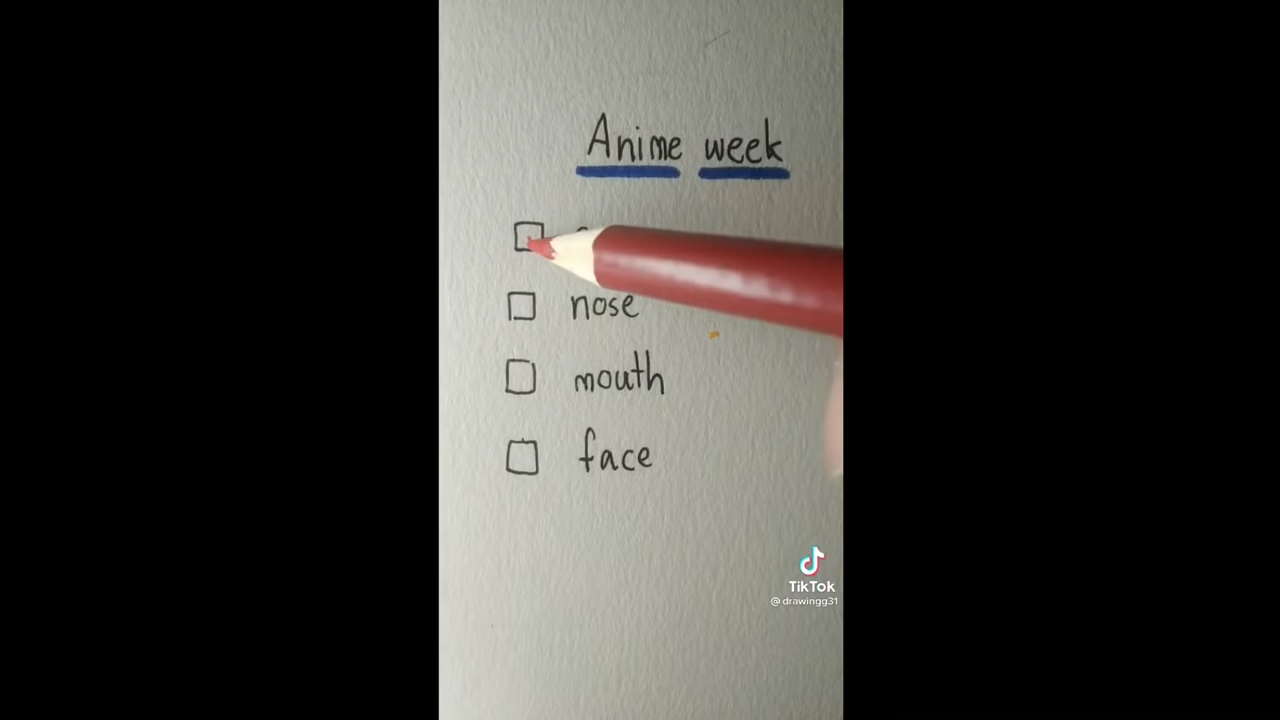 Anime week
nose
mouth
face
TikTok
@drawingg31